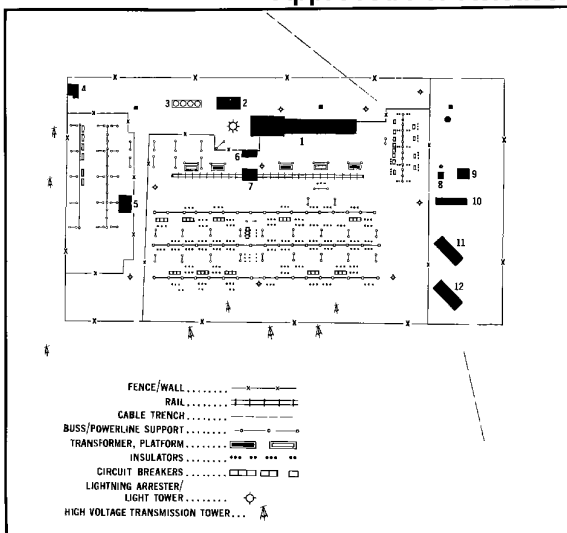 4
3
2
1
6
7
5
8
9
10
11
12
FENCE/WALL........
RAIL........
CABLE TRENCH........
BUSS/POWERLINE SUPPORT........
TRANSFORMER, PLATFORM........
INSULATORS........
CIRCUIT BREAKERS........
LIGHTNING ARRESTER/
LIGHT TOWER........
HIGH VOLTAGE TRANSMISSION TOWER...